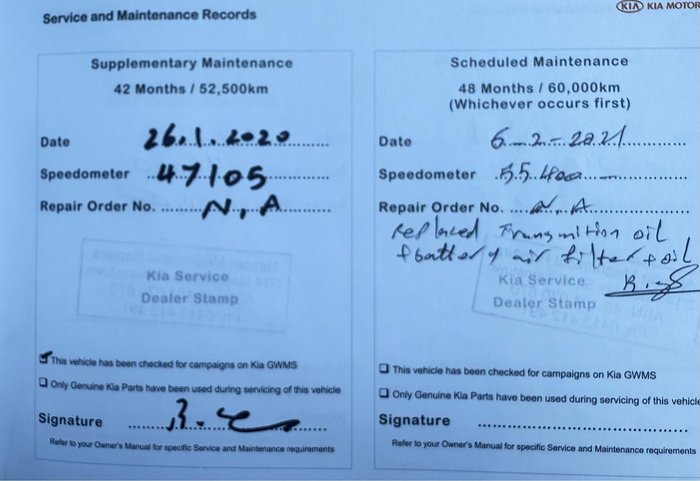 Service and Maintenance Records
KIA KIA MOTOR
Supplementary Maintenance
42 Months / 52,500km
Date 26.1.2020
Speedometer 47105
Repair Order No. N,A
Kia Service
Dealer Stamp
This vehicle has been checked for campaigns on Kia GWMS
Only Genuine Kia Parts have been used during servicing of this vehicle
Signature
Refer to your Owner's Manual for specific Service and Maintenance requirements
Scheduled Maintenance
48 Months / 60,000km
(Whichever occurs first)
Date 6-2-2021
Speedometer 55400
Repair Order No. N,A
Replaced Trungmition oil
+ battery air filter + oil
Kia Service
Dealer Stamp
This vehicle has been checked for campaigns on Kia GWMS
Only Genuine Kia Parts have been used during servicing of this vehicle
Signature
Refer to your Owner's Manual for specific Service and Maintenance requirements